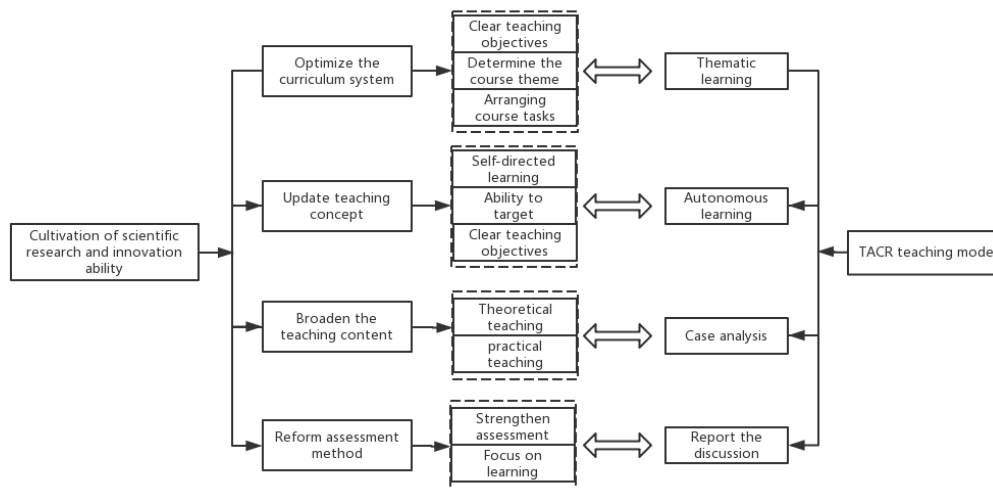 Clear teaching
objectives
Optimize the
curriculum system
Determine the
course theme
Thematic
learning
Arranging
course tasks
Self-directed
learning
Update teaching
concept
Ability to
target
Autonomous
learning
Clear teaching
objectives
Cultivation of scientific
research and innovation
ability
TACR teaching model
Broaden the
teaching content
Theoretical
teaching
practical
teaching
Case analysis
Reform assessment
method
Strengthen
assessment
Focus on
learning
Report the
discussion